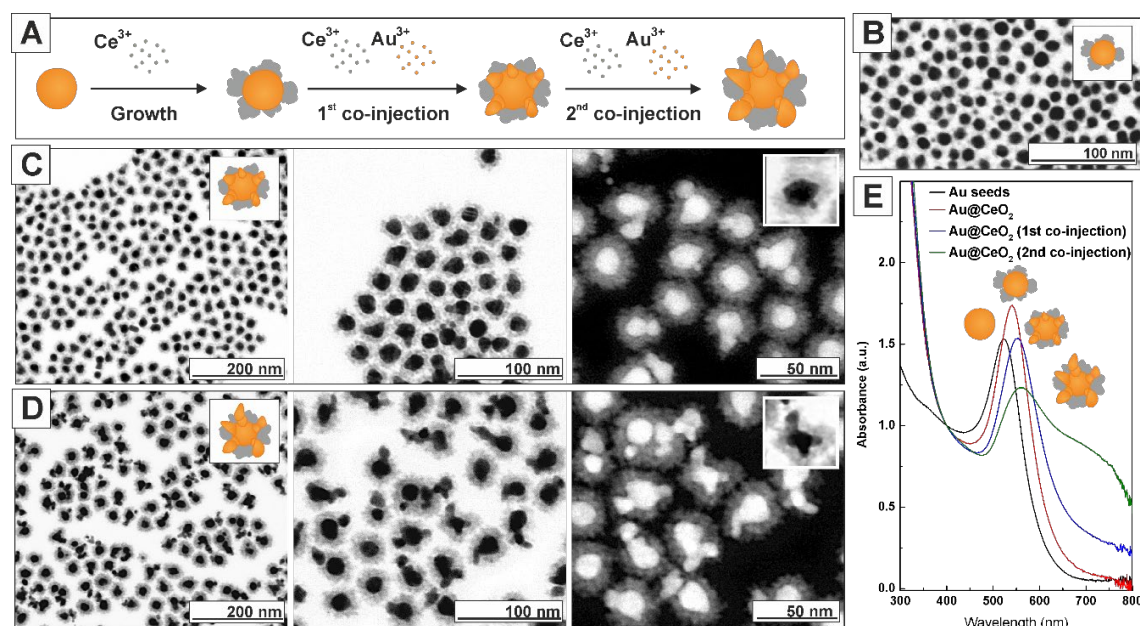 A
Ce³⁺
Ce³⁺ Au³⁺
Ce³⁺ Au³⁺
Growth
1ˢᵗ co-injection
2ⁿᵈ co-injection
B
100 nm
C
200 nm
100 nm
50 nm
D
200 nm
100 nm
50 nm
E
Au seeds
Au@CeO₂
Au@CeO₂ (1st co-injection)
Au@CeO₂ (2nd co-injection)
Absorbance (a.u.)
2.0
1.5
1.0
0.5
0.0
300 400 500 600 700 800
Wavelength (nm)